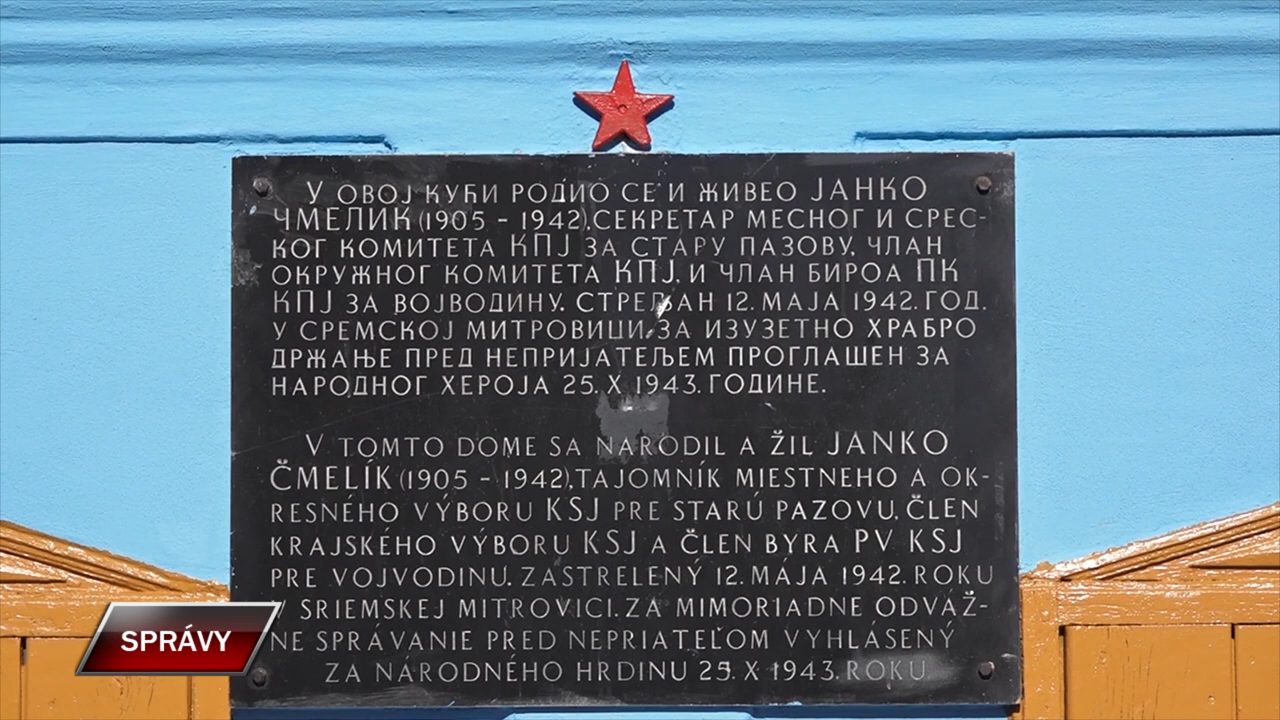 У ОВОЈ КУЋИ РОДИО СЕ И ЖИВЕО ЈАНКО
ЧМЕЛИК (1905 - 1942), СЕКРЕТАР МЕСНОГ И СРЕС-
КОГ КОМИТЕТА КПЈ ЗА СТАРУ ПАЗОВУ, ЧЛАН
ОКРУЖНОГ КОМИТЕТА КПЈ, И ЧЛАН БИРОА ПК
КПЈ ЗА ВОЈВОДИНУ. СТРЕЉАН 12. МАЈА 1942. ГОД.
У СРЕМСКОЈ МИТРОВИЦИ. ЗА ИЗУЗЕТНО ХРАБРО
ДРЖАЊЕ ПРЕД НЕПРИЈАТЕЉЕМ ПРОГЛАШЕН ЗА
НАРОДНОГ ХЕРОЈА 25. X 1943. ГОДИНЕ.
V TOMTO DOME SA NARODIL A ŽIL JANKO
ČMELÍK (1905 - 1942), TAJOMNÍK MIESTNEHO A OK-
RESNÉHO VÝBORU KSJ PRE STARÚ PAZOVU, ČLEN
KRAJSKÉHO VÝBORU KSJ A ČLEN BYRA PV KSJ
PRE VOJVODINU. ZASTRELENÝ 12. MÁJA 1942. ROKU
V SRIEMSKEJ MITROVICI. ZA MIMORIADNE ODVÁŽ-
NE SPRÁVANIE PRED NEPRIATEĽOM VYHLÁSENÝ
ZA NÁRODNÉHO HRDINU 25. X 1943. ROKU.
SPRÁVY